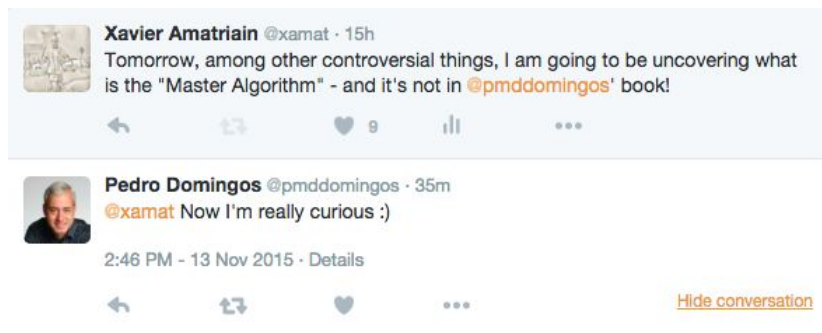 Xavier Amatriain @xamat · 15h
Tomorrow, among other controversial things, I am going to be uncovering what
is the "Master Algorithm" - and it's not in @pmddomingos' book!
9
Pedro Domingos @pmddomingos · 35m
@xamat Now I'm really curious :)
2:46 PM - 13 Nov 2015 · Details
Hide conversation